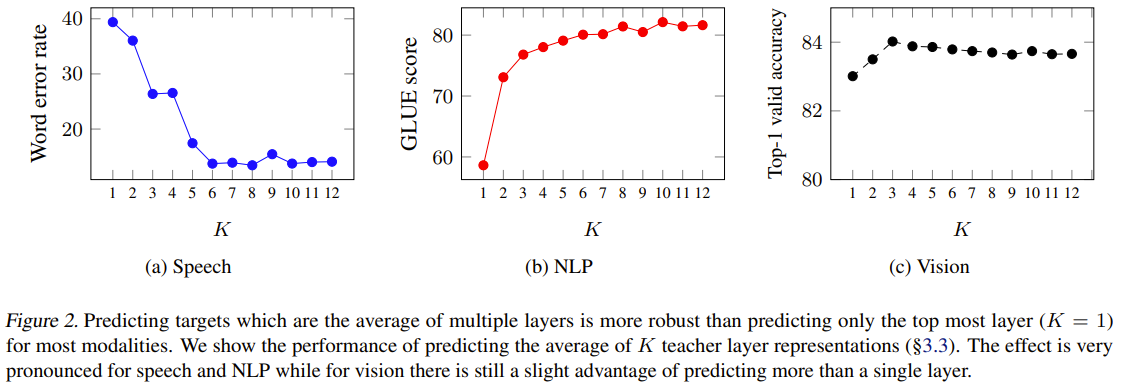 40
30
20
Word error rate
1 2 3 4 5 6 7 8 9 10 11 12
K
(a) Speech
80
70
60
GLUE score
1 2 3 4 5 6 7 8 9 10 11 12
K
(b) NLP
84
82
80
Top-1 valid accuracy
1 2 3 4 5 6 7 8 9 10 11 12
K
(c) Vision
Figure 2. Predicting targets which are the average of multiple layers is more robust than predicting only the top most layer (K = 1)
for most modalities. We show the performance of predicting the average of K teacher layer representations (§3.3). The effect is very
pronounced for speech and NLP while for vision there is still a slight advantage of predicting more than a single layer.